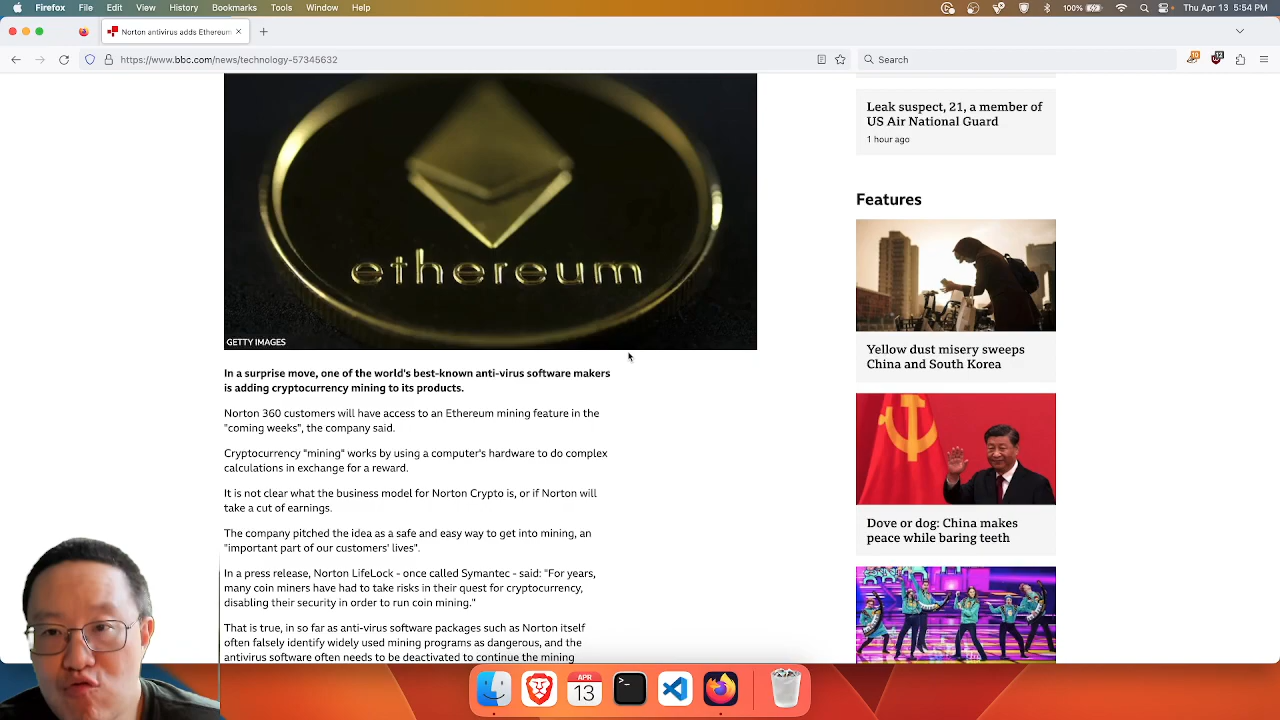 Firefox File Edit View History Bookmarks Tools Window Help
100% Thu Apr 13 5:54 PM
Norton antivirus adds Ethereum
https://www.bbc.com/news/technology-57345632
Search
10
12
ethereum
GETTY IMAGES
In a surprise move, one of the world's best-known anti-virus software makers
is adding cryptocurrency mining to its products.
Norton 360 customers will have access to an Ethereum mining feature in the
"coming weeks", the company said.
Cryptocurrency "mining" works by using a computer's hardware to do complex
calculations in exchange for a reward.
It is not clear what the business model for Norton Crypto is, or if Norton will
take a cut of earnings.
The company pitched the idea as a safe and easy way to get into mining, an
"important part of our customers' lives".
In a press release, Norton LifeLock - once called Symantec - said: "For years,
many coin miners have had to take risks in their quest for cryptocurrency,
disabling their security in order to run coin mining."
That is true, in so far as anti-virus software packages such as Norton itself
often falsely identify widely used mining programs as dangerous, and the
software often needs to be deactivated to continue the mining
Leak suspect, 21, a member of
US Air National Guard
1 hour ago
Features
Yellow dust misery sweeps
China and South Korea
Dove or dog: China makes
peace while baring teeth
APR
13
>_